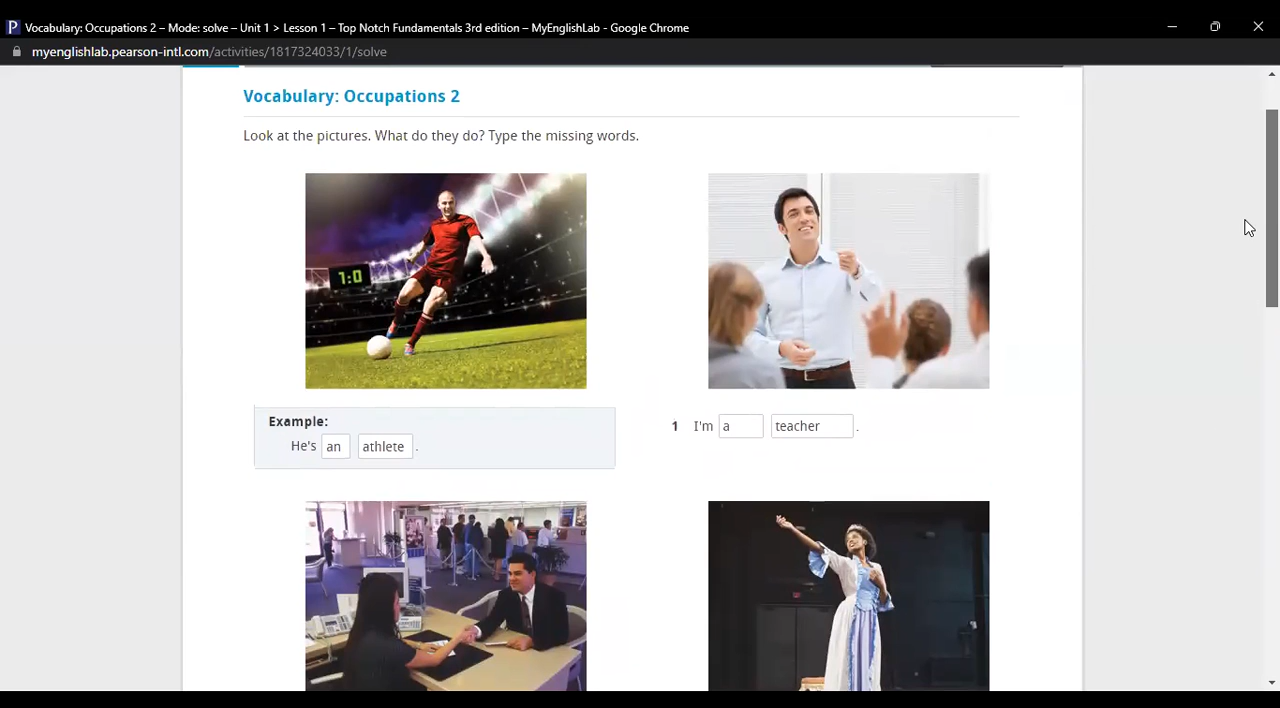 P Vocabulary: Occupations 2 – Mode: solve – Unit 1 > Lesson 1 – Top Notch Fundamentals 3rd edition – MyEnglishLab - Google Chrome
myenglishlab.pearson-intl.com/activities/1817324033/1/solve
Vocabulary: Occupations 2
Look at the pictures. What do they do? Type the missing words.
1:0
Example:
He's an athlete .
1 I'm a teacher .